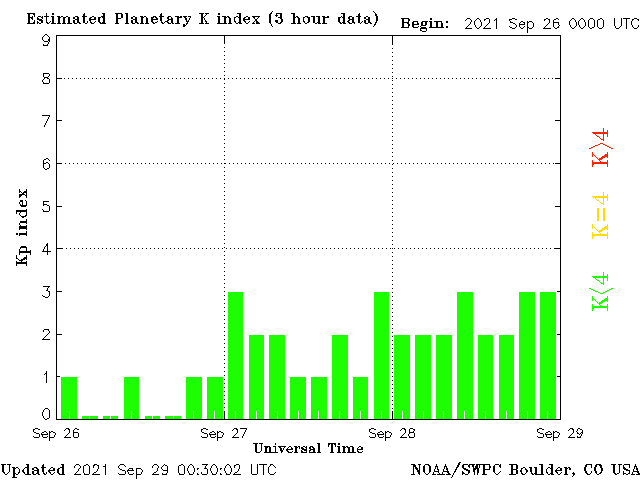 Estimated Planetary K index (3 hour data)
Begin: 2021 Sep 26 0000 UTC
9
8
7
6
5
4
3
2
1
0
Kp index
K>4
K=4
K<4
Sep 26
Sep 27
Sep 28
Sep 29
Universal Time
Updated 2021 Sep 29 00:30:02 UTC
NOAA/SWPC Boulder, CO USA